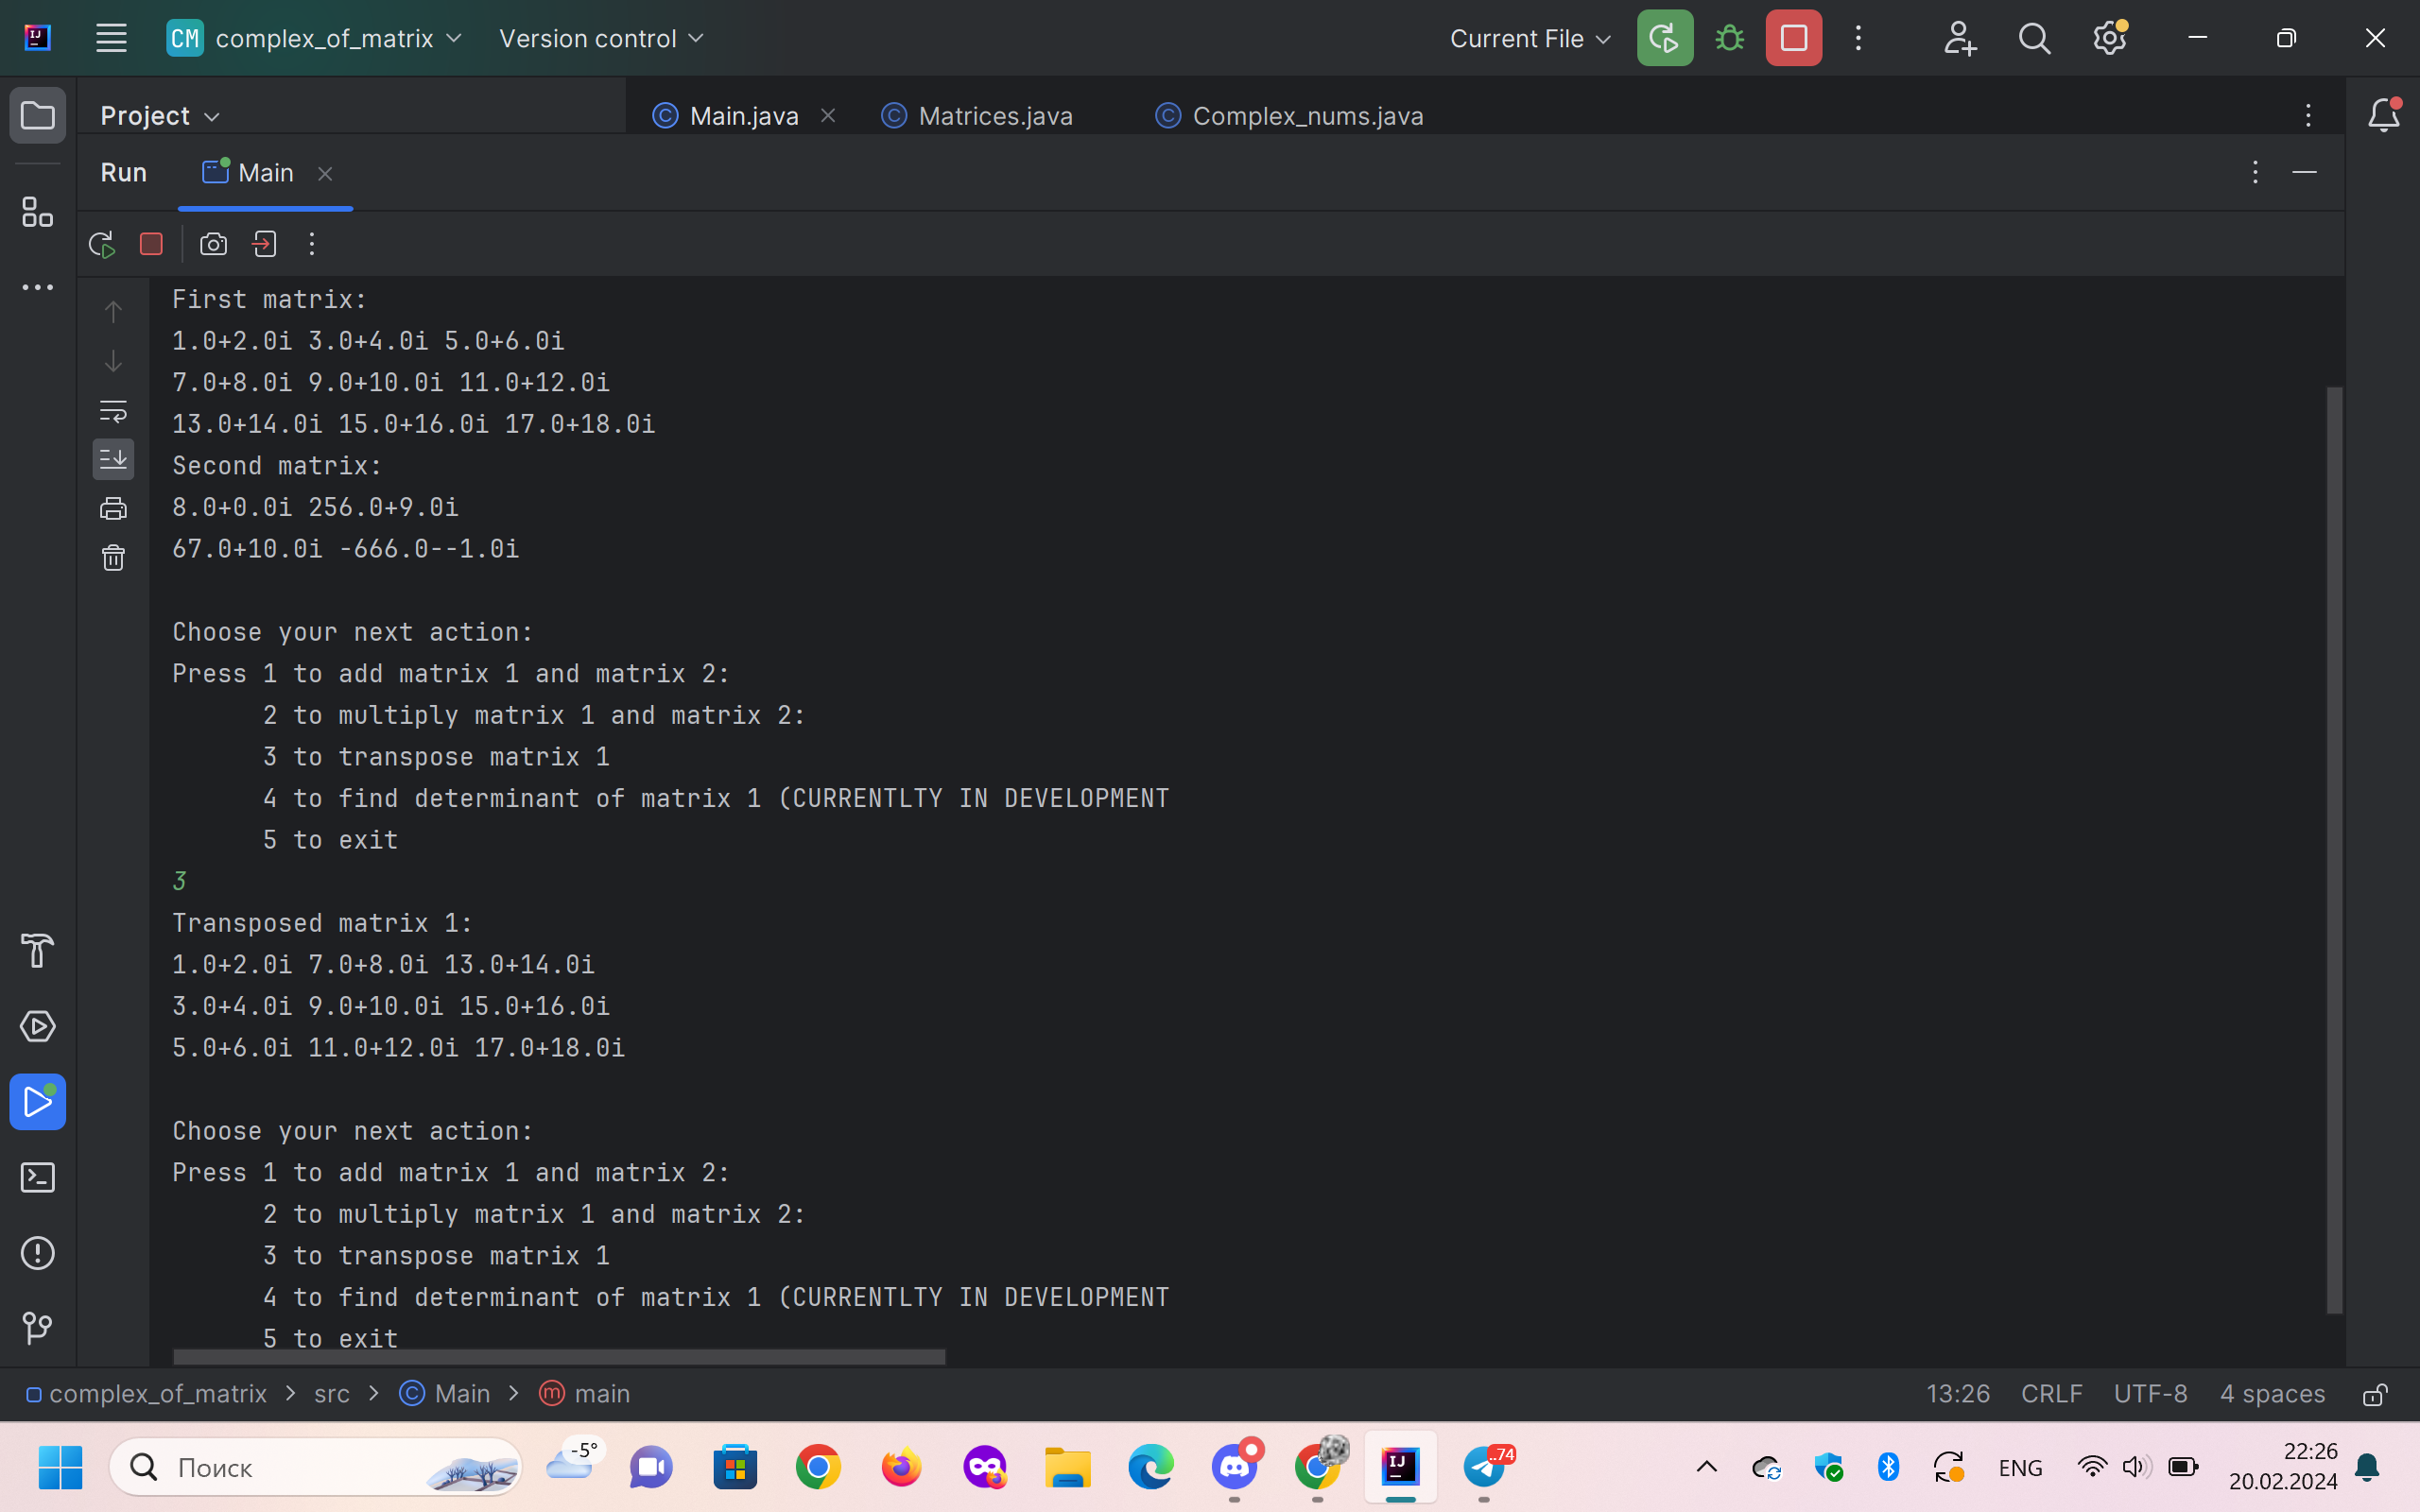 CM complex_of_matrix Version control Current File
Project Main.java Matrices.java Complex_nums.java
Run Main
First matrix:
1.0+2.0i 3.0+4.0i 5.0+6.0i
7.0+8.0i 9.0+10.0i 11.0+12.0i
13.0+14.0i 15.0+16.0i 17.0+18.0i
Second matrix:
8.0+0.0i 256.0+9.0i
67.0+10.0i -666.0--1.0i
Choose your next action:
Press 1 to add matrix 1 and matrix 2:
2 to multiply matrix 1 and matrix 2:
3 to transpose matrix 1
4 to find determinant of matrix 1 (CURRENTLTY IN DEVELOPMENT
5 to exit
3
Transposed matrix 1:
1.0+2.0i 7.0+8.0i 13.0+14.0i
3.0+4.0i 9.0+10.0i 15.0+16.0i
5.0+6.0i 11.0+12.0i 17.0+18.0i
Choose your next action:
Press 1 to add matrix 1 and matrix 2:
2 to multiply matrix 1 and matrix 2:
3 to transpose matrix 1
4 to find determinant of matrix 1 (CURRENTLTY IN DEVELOPMENT
5 to exit
complex_of_matrix > src > Main > main 13:26 CRLF UTF-8 4 spaces
Поиск -5° ..74 ENG 22:26
20.02.2024